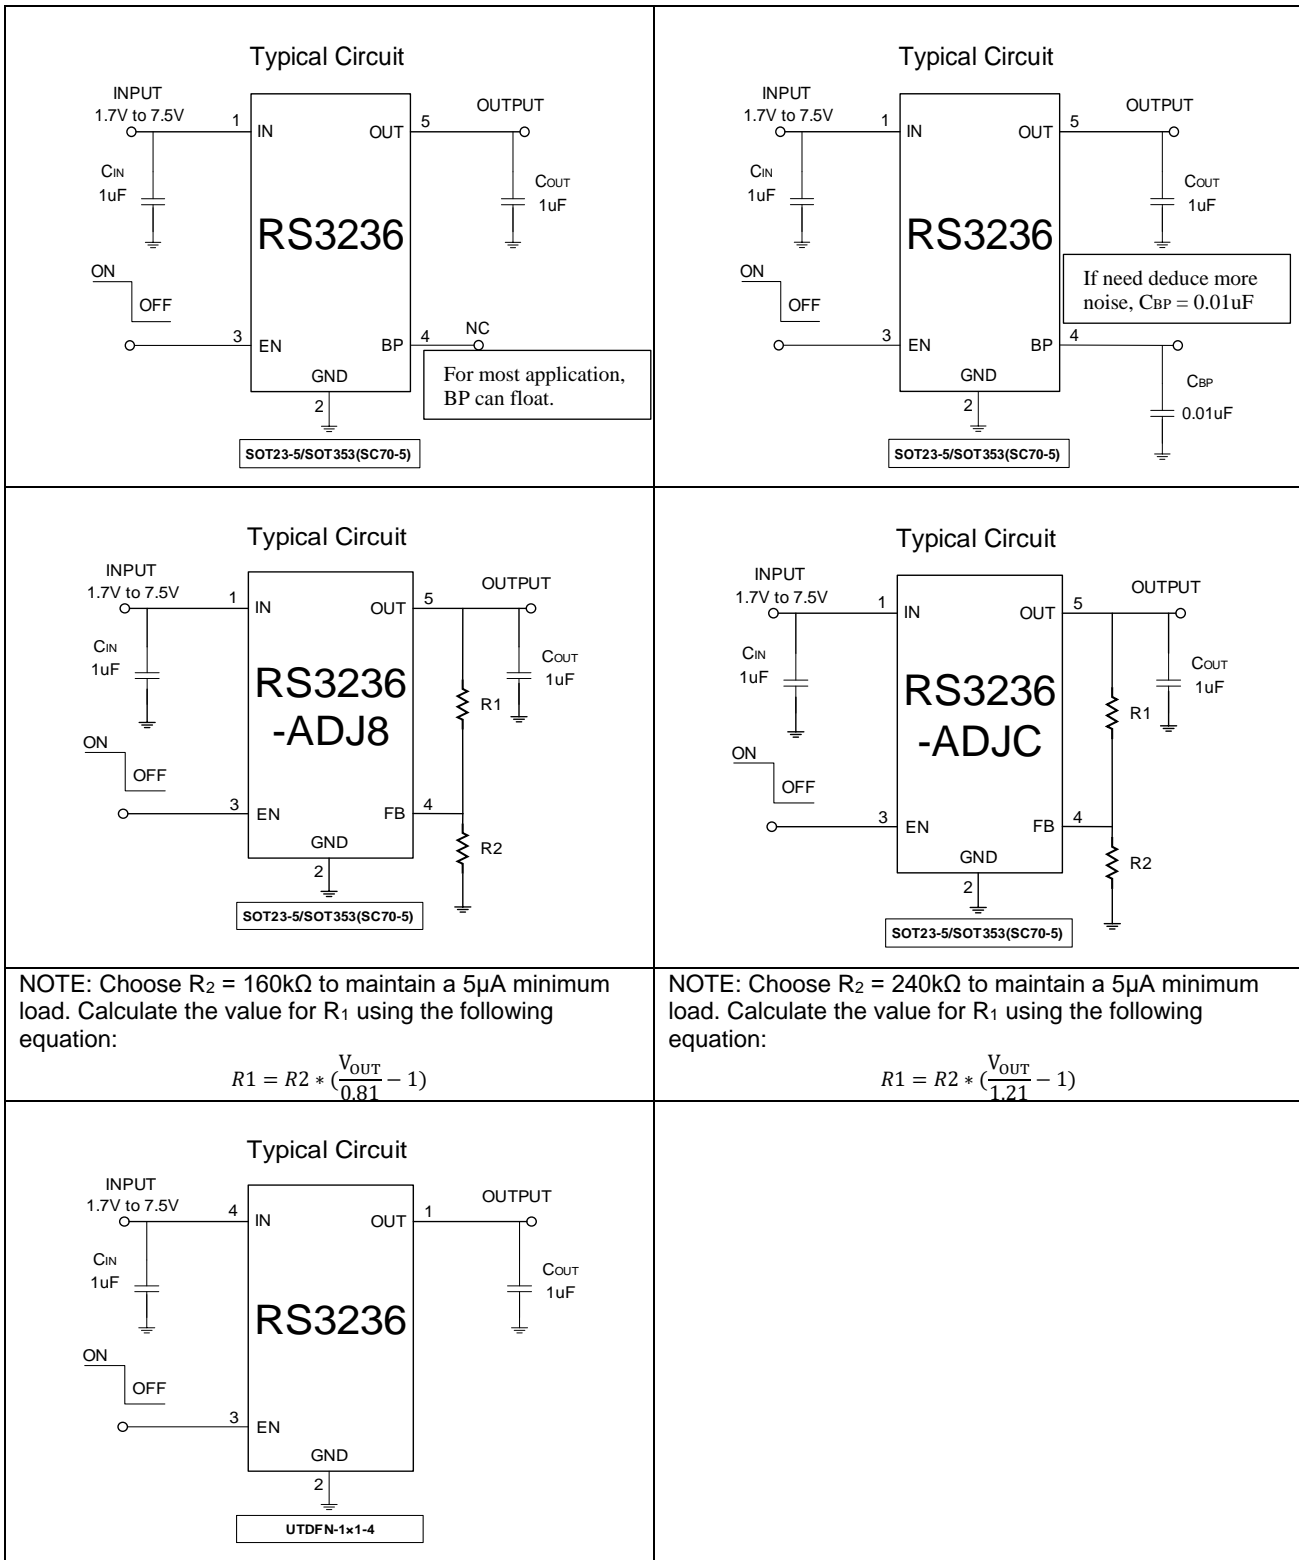 Typical Circuit
INPUT
1.7V to 7.5V
1
IN
OUT
5
OUTPUT
CIN
1uF
COUT
1uF
RS3236
ON
OFF
3
EN
BP
4
NC
GND
2
For most application,
BP can float.
SOT23-5/SOT353(SC70-5)
Typical Circuit
INPUT
1.7V to 7.5V
1
IN
OUT
5
OUTPUT
CIN
1uF
COUT
1uF
RS3236
If need deduce more
noise, CBP = 0.01uF
ON
OFF
3
EN
BP
4
GND
2
CBP
0.01uF
SOT23-5/SOT353(SC70-5)
Typical Circuit
INPUT
1.7V to 7.5V
1
IN
OUT
5
OUTPUT
CIN
1uF
COUT
1uF
RS3236
-ADJ8
R1
ON
OFF
3
EN
FB
4
GND
2
R2
SOT23-5/SOT353(SC70-5)
Typical Circuit
INPUT
1.7V to 7.5V
1
IN
OUT
5
OUTPUT
CIN
1uF
COUT
1uF
RS3236
-ADJC
R1
ON
OFF
3
EN
FB
4
GND
2
R2
SOT23-5/SOT353(SC70-5)
NOTE: Choose R2 = 160kΩ to maintain a 5µA minimum
load. Calculate the value for R1 using the following
equation:
R1 = R2 * (VOUT/0.81 − 1)
NOTE: Choose R2 = 240kΩ to maintain a 5µA minimum
load. Calculate the value for R1 using the following
equation:
R1 = R2 * (VOUT/1.21 − 1)
Typical Circuit
INPUT
1.7V to 7.5V
4
IN
OUT
1
OUTPUT
CIN
1uF
COUT
1uF
RS3236
ON
OFF
3
EN
GND
2
UTDFN-1×1-4